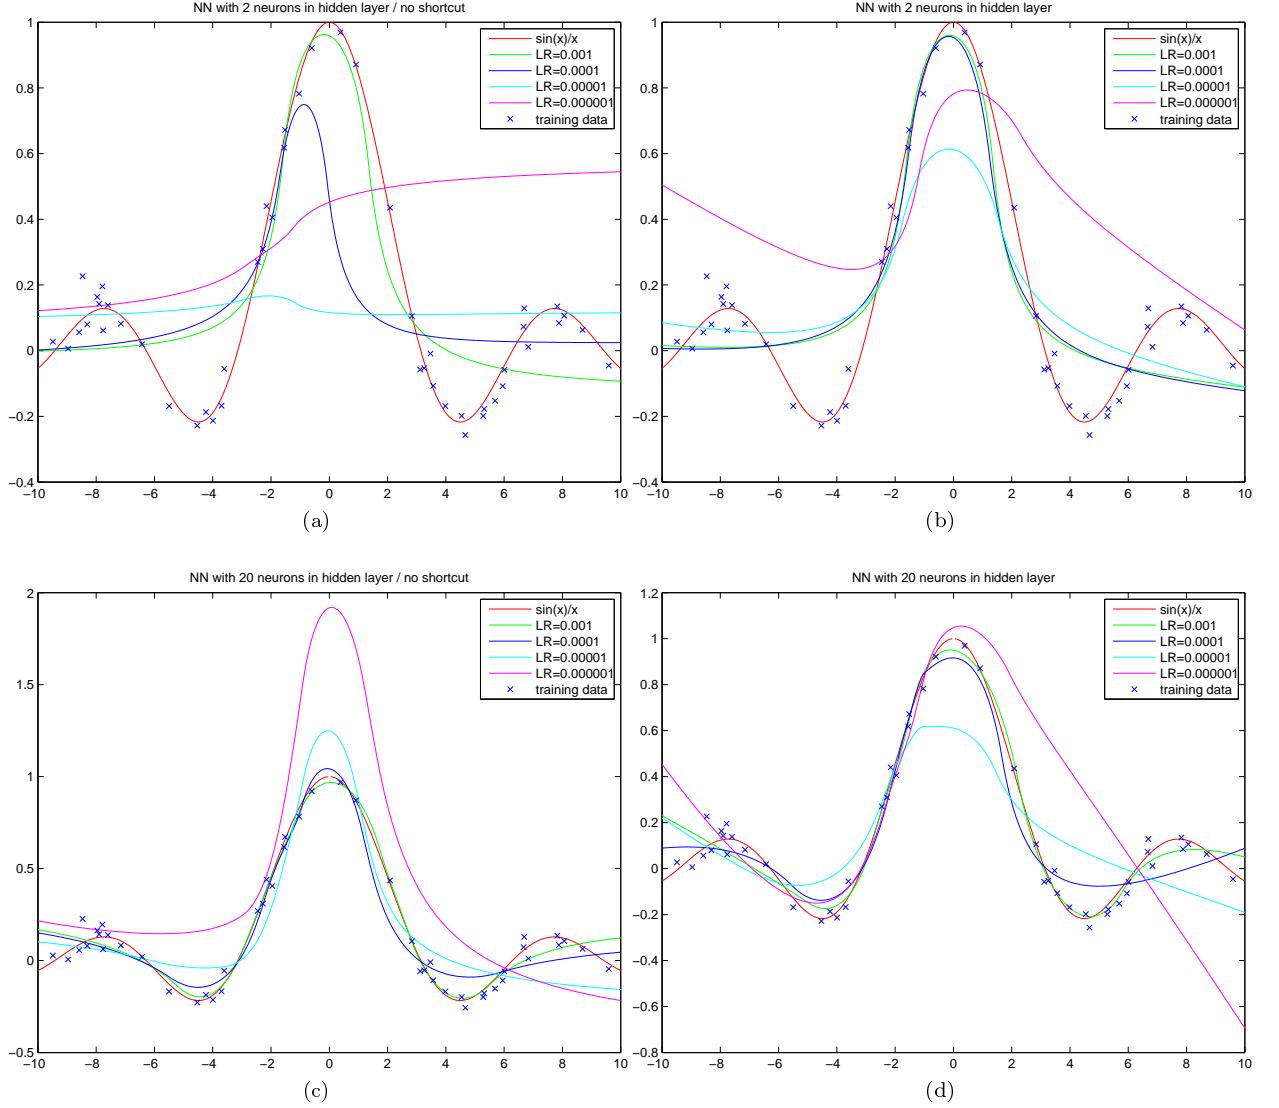 NN with 2 neurons in hidden layer / no shortcut
1
0.8
0.6
0.4
0.2
0
−0.2
−0.4
−10 −8 −6 −4 −2 0 2 4 6 8 10
sin(x)/x
LR=0.001
LR=0.0001
LR=0.00001
LR=0.000001
training data
(a)
NN with 2 neurons in hidden layer
1
0.8
0.6
0.4
0.2
0
−0.2
−0.4
−10 −8 −6 −4 −2 0 2 4 6 8 10
sin(x)/x
LR=0.001
LR=0.0001
LR=0.00001
LR=0.000001
training data
(b)
NN with 20 neurons in hidden layer / no shortcut
2
1.5
1
0.5
0
−0.5
−10 −8 −6 −4 −2 0 2 4 6 8 10
sin(x)/x
LR=0.001
LR=0.0001
LR=0.00001
LR=0.000001
training data
(c)
NN with 20 neurons in hidden layer
1.2
1
0.8
0.6
0.4
0.2
0
−0.2
−0.4
−0.6
−0.8
−10 −8 −6 −4 −2 0 2 4 6 8 10
sin(x)/x
LR=0.001
LR=0.0001
LR=0.00001
LR=0.000001
training data
(d)